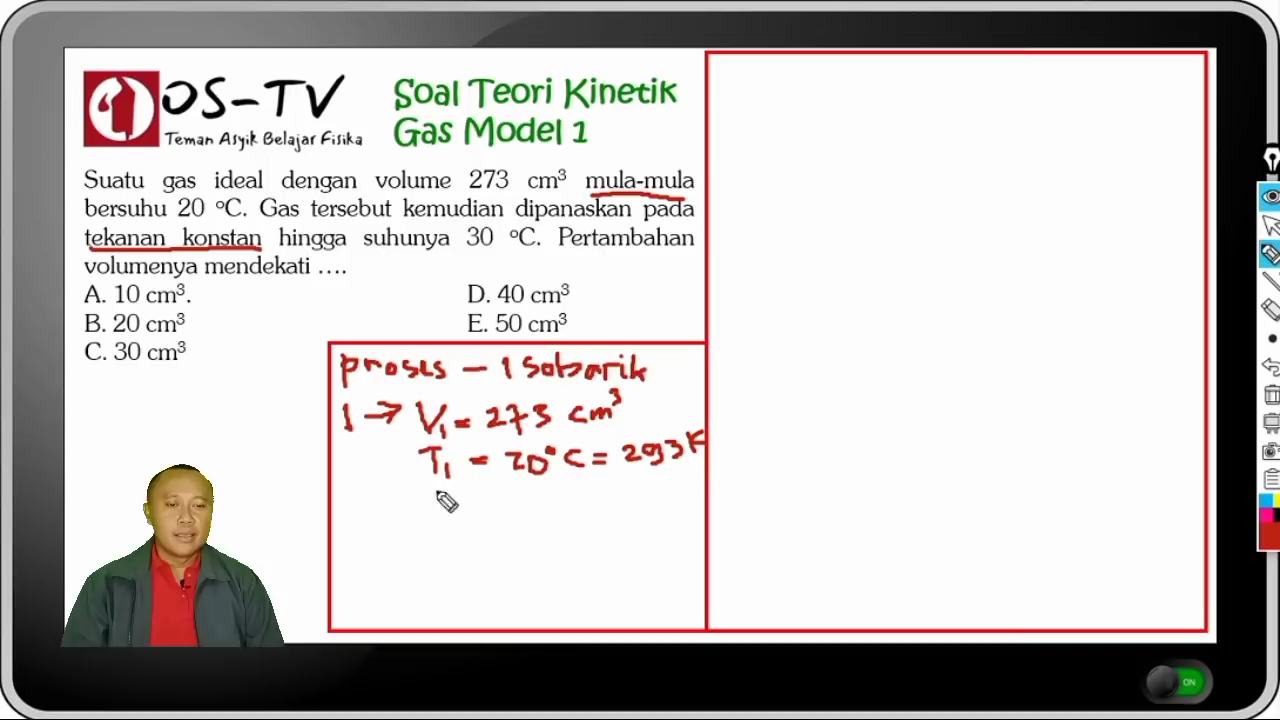 OS-TV
Teman Asyik Belajar Fisika
Soal Teori Kinetik
Gas Model 1
Suatu gas ideal dengan volume 273 cm³ mula-mula
bersuhu 20 °C. Gas tersebut kemudian dipanaskan pada
tekanan konstan hingga suhunya 30 °C. Pertambahan
volumenya mendekati ….
A. 10 cm³.
B. 20 cm³
C. 30 cm³
D. 40 cm³
E. 50 cm³
proses – Isobarik
1 → V₁ = 273 cm³
T₁ = 20°C = 293 K
ON